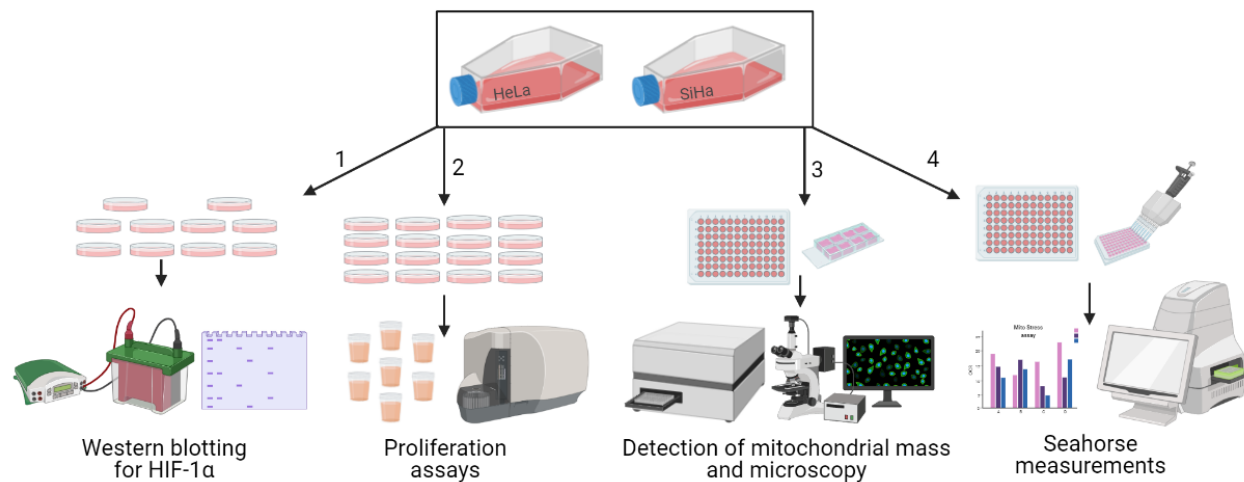 HeLa
SiHa
1
2
3
4
Mito Stress
assay
A B C D
Western blotting
for HIF-1α
Proliferation
assays
Detection of mitochondrial mass
and microscopy
Seahorse
measurements